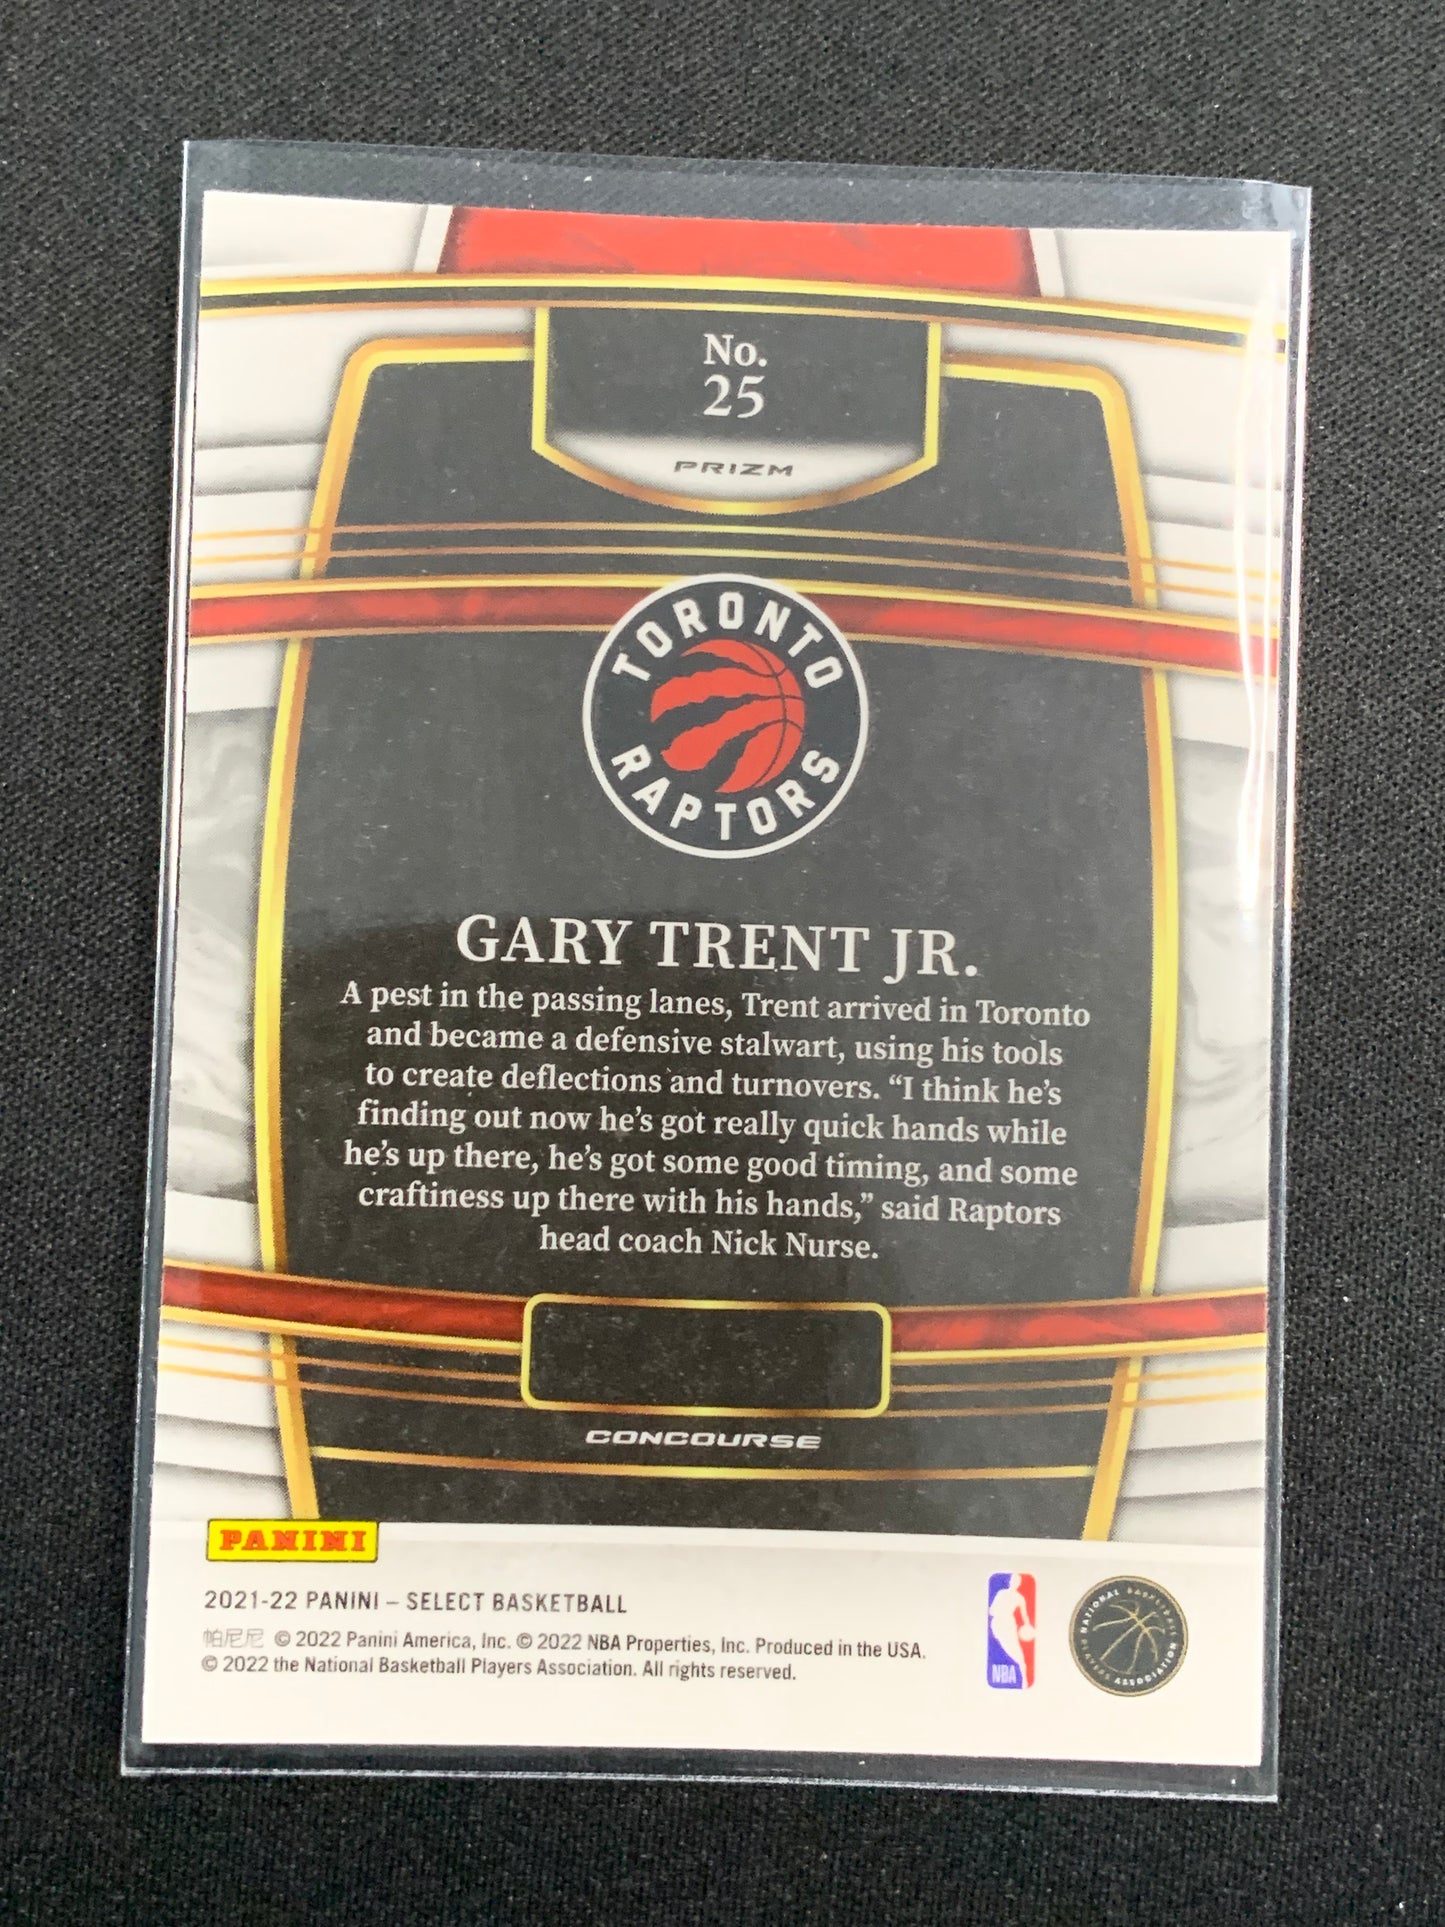 No.
25
PRIZM
TORONTO
RAPTORS
GARY TRENT JR.
A pest in the passing lanes, Trent arrived in Toronto
and became a defensive stalwart, using his tools
to create deflections and turnovers. “I think he’s
finding out now he’s got really quick hands while
he’s up there, he’s got some good timing, and some
craftiness up there with his hands,” said Raptors
head coach Nick Nurse.
CONCOURSE
PANINI
2021-22 PANINI – SELECT BASKETBALL
帕尼尼 © 2022 Panini America, Inc. © 2022 NBA Properties, Inc. Produced in the USA.
© 2022 the National Basketball Players Association. All rights reserved.
NBA
NATIONAL BASKETBALL
PLAYERS ASSOCIATION